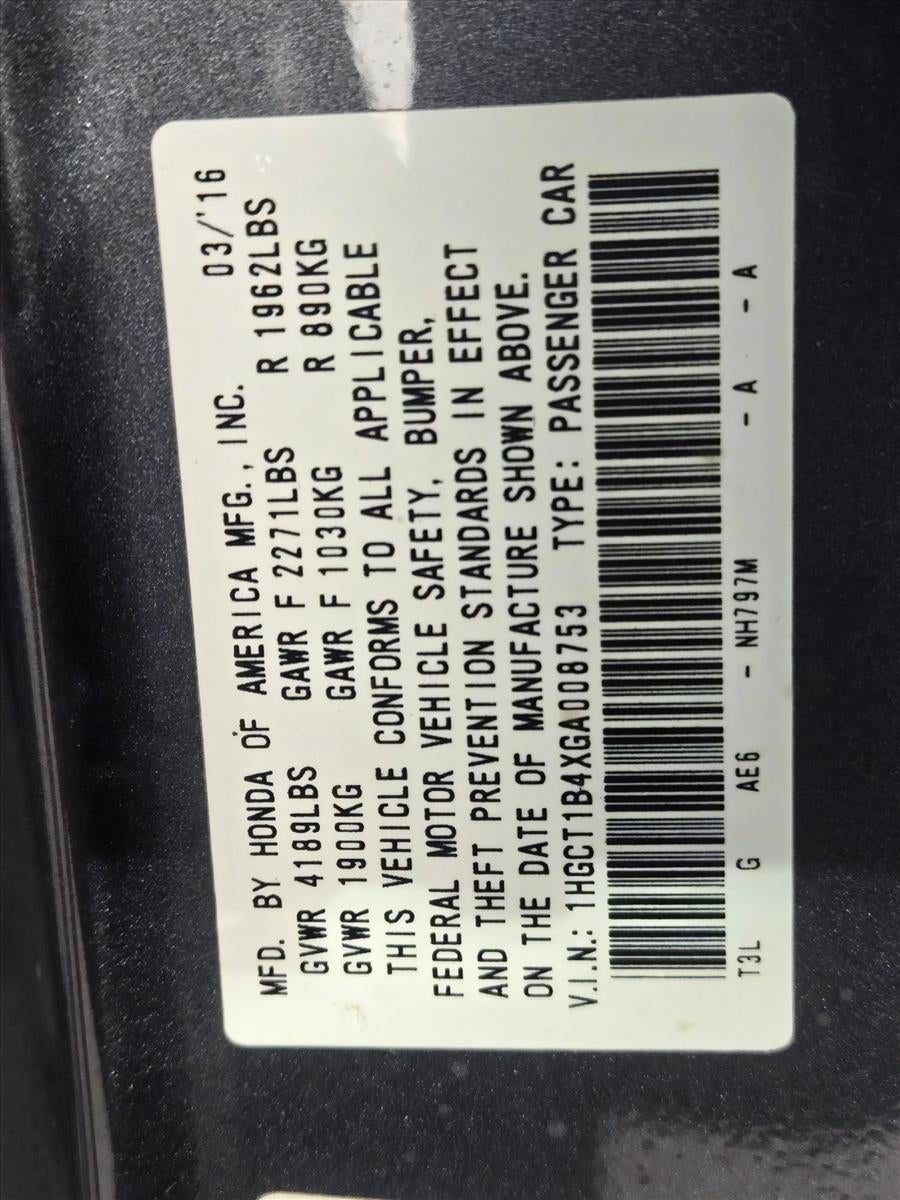 MFD. BY HONDA OF AMERICA MFG., INC. 03/'16
GVWR 4189LBS GAWR F 2271LBS R 1962LBS
GVWR 1900KG GAWR F 1030KG R 890KG
THIS VEHICLE CONFORMS TO ALL APPLICABLE
FEDERAL MOTOR VEHICLE SAFETY, BUMPER,
AND THEFT PREVENTION STANDARDS IN EFFECT
ON THE DATE OF MANUFACTURE SHOWN ABOVE.
V.I.N.: 1HGCT1B4XGA008753 TYPE: PASSENGER CAR
T3L G AE6 - NH797M - A - A